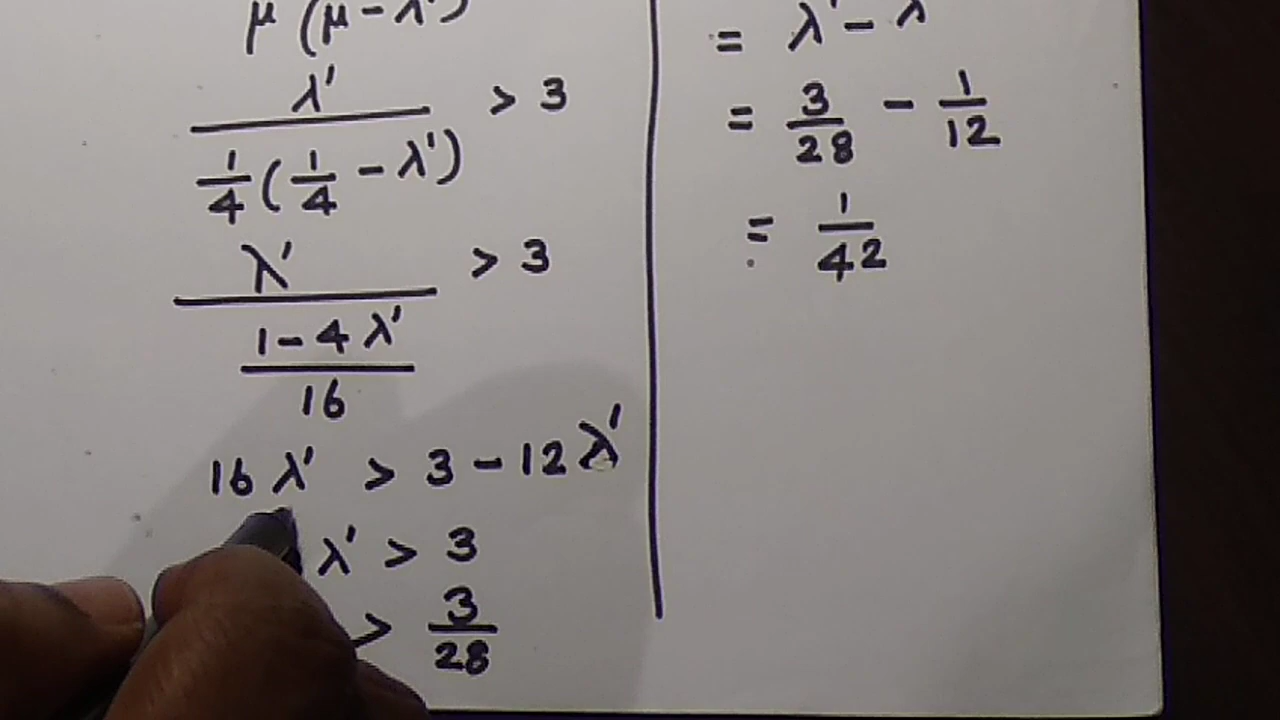 μ (μ - λ')
λ'
> 3
1/4 (1/4 - λ')
λ'
> 3
1 - 4 λ'
16
16 λ' > 3 - 12 λ'
λ' > 3
> 3/28
= λ' - λ
= 3/28 - 1/12
= 1/42